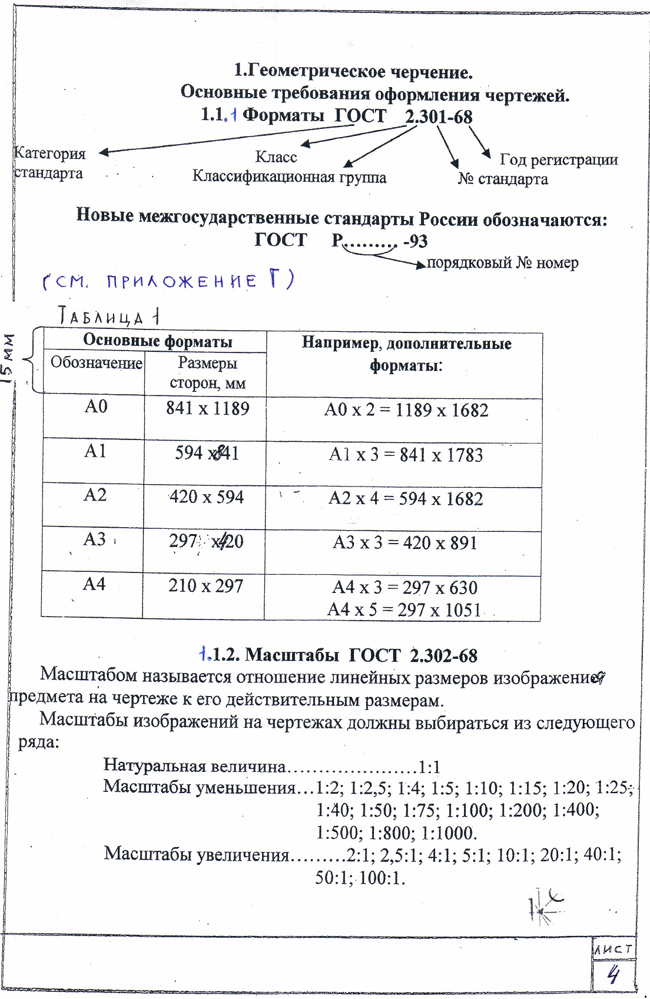 1.Геометрическое черчение.
Основные требования оформления чертежей.
1.1.1 Форматы ГОСТ 2.301-68
Категория
стандарта
Класс
Классификационная группа
Год регистрации
№ стандарта
Новые межгосударственные стандарты России обозначаются:
ГОСТ Р......... -93
порядковый № номер
(СМ. ПРИЛОЖЕНИЕ Г)
ТАБЛИЦА 1
15 мм
Основные форматы
Например, дополнительные
форматы:
Обозначение
Размеры
сторон, мм
А0 841 х 1189 А0 х 2 = 1189 х 1682
А1 594 х 841 А1 х 3 = 841 х 1783
А2 420 х 594 А2 х 4 = 594 х 1682
А3 297 х 420 А3 х 3 = 420 х 891
А4 210 х 297 А4 х 3 = 297 х 630
А4 х 5 = 297 х 1051
1.1.2. Масштабы ГОСТ 2.302-68
Масштабом называется отношение линейных размеров изображения
предмета на чертеже к его действительным размерам.
Масштабы изображений на чертежах должны выбираться из следующего
ряда:
Натуральная величина.....................1:1
Масштабы уменьшения...1:2; 1:2,5; 1:4; 1:5; 1:10; 1:15; 1:20; 1:25;
1:40; 1:50; 1:75; 1:100; 1:200; 1:400;
1:500; 1:800; 1:1000.
Масштабы увеличения.........2:1; 2,5:1; 4:1; 5:1; 10:1; 20:1; 40:1;
50:1; 100:1.
ЛИСТ
4